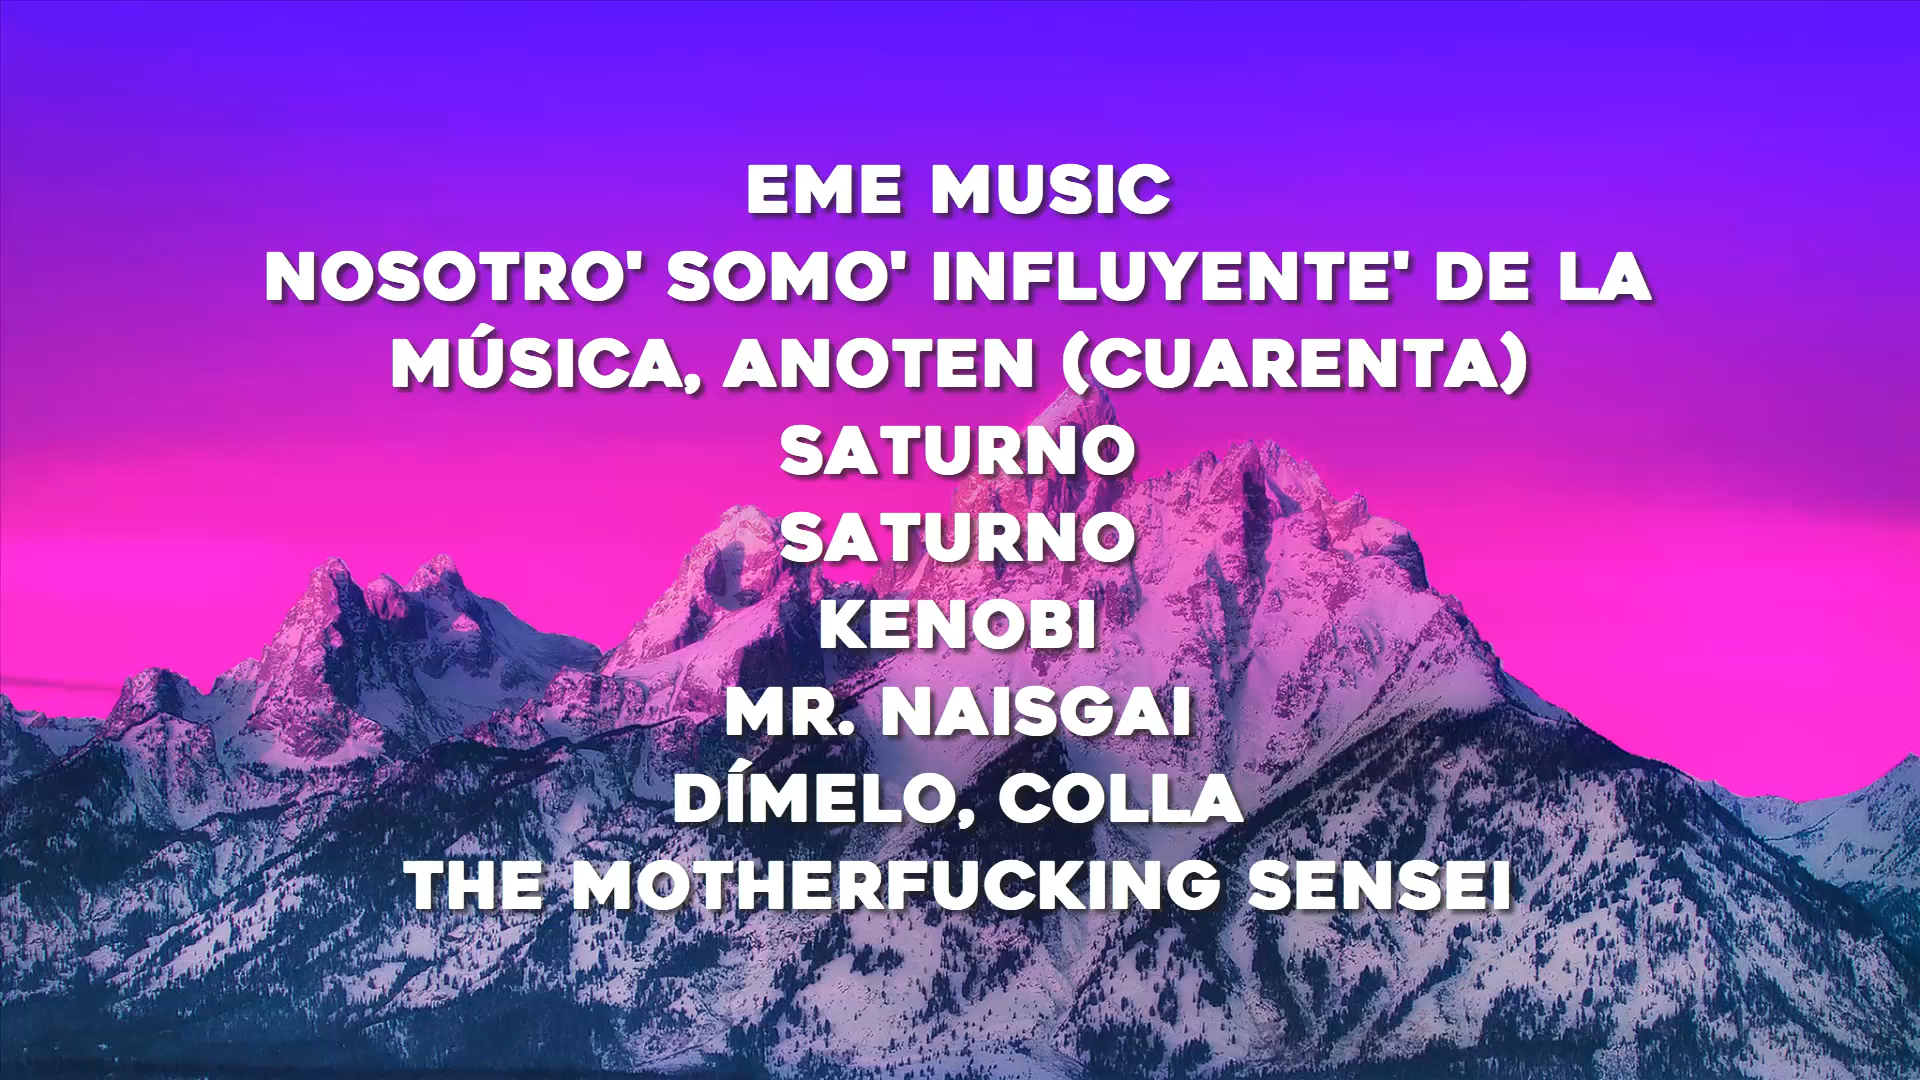 EME MUSIC
NOSOTRO' SOMO' INFLUYENTE' DE LA
MÚSICA, ANOTEN (CUARENTA)
SATURNO
SATURNO
KENOBI
MR. NAISGAI
DÍMELO, COLLA
THE MOTHERFUCKING SENSEI